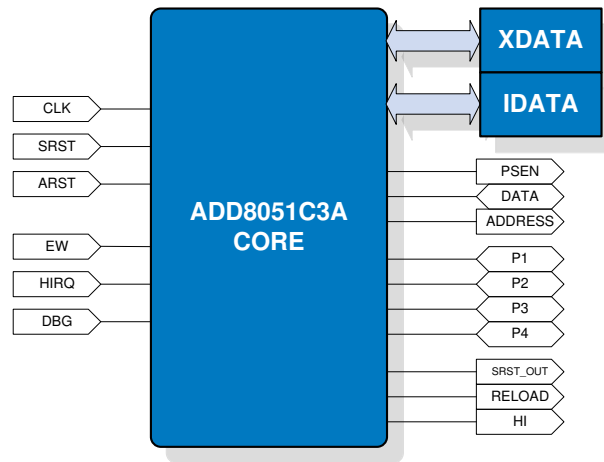 XDATA
IDATA
CLK
SRST
ARST
EW
HIRQ
DBG
ADD8051C3A
CORE
PSEN
DATA
ADDRESS
P1
P2
P3
P4
SRST_OUT
RELOAD
HI